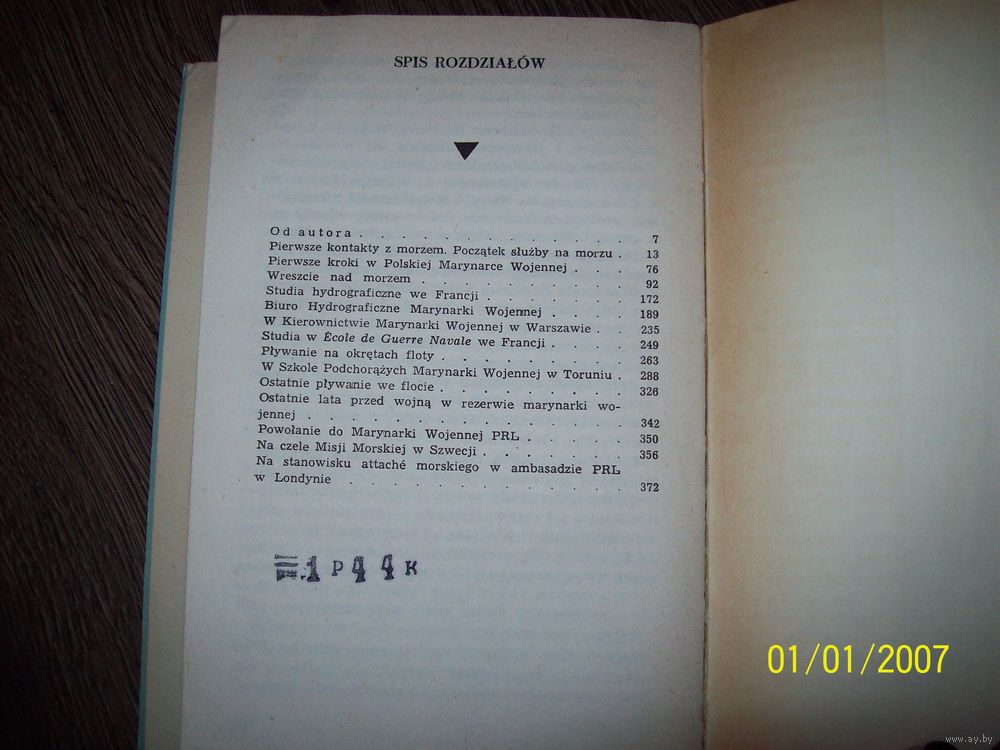 SPIS ROZDZIAŁÓW
Od autora . . . . . . . . . . . . 7
Pierwsze kontakty z morzem. Początek służby na morzu . 13
Pierwsze kroki w Polskiej Marynarce Wojennej . . . 76
Wreszcie nad morzem . . . . . . . . . 92
Studia hydrograficzne we Francji . . . . . . 172
Biuro Hydrograficzne Marynarki Wojennej . . . . 189
W Kierownictwie Marynarki Wojennej w Warszawie . . 235
Studia w École de Guerre Navale we Francji . . . . 249
Pływanie na okrętach floty . . . . . . . . 263
W Szkole Podchorążych Marynarki Wojennej w Toruniu . 288
Ostatnie pływanie we flocie . . . . . . . . 326
Ostatnie lata przed wojną w rezerwie marynarki wo-
jennej . . . . . . . . . . . . . 342
Powołanie do Marynarki Wojennej PRL . . . . . 350
Na czele Misji Morskiej w Szwecji . . . . . . 356
Na stanowisku attaché morskiego w ambasadzie PRL
w Londynie . . . . . . . . . . . 372
1 Р 44 К
01/01/2007
www.ay.by